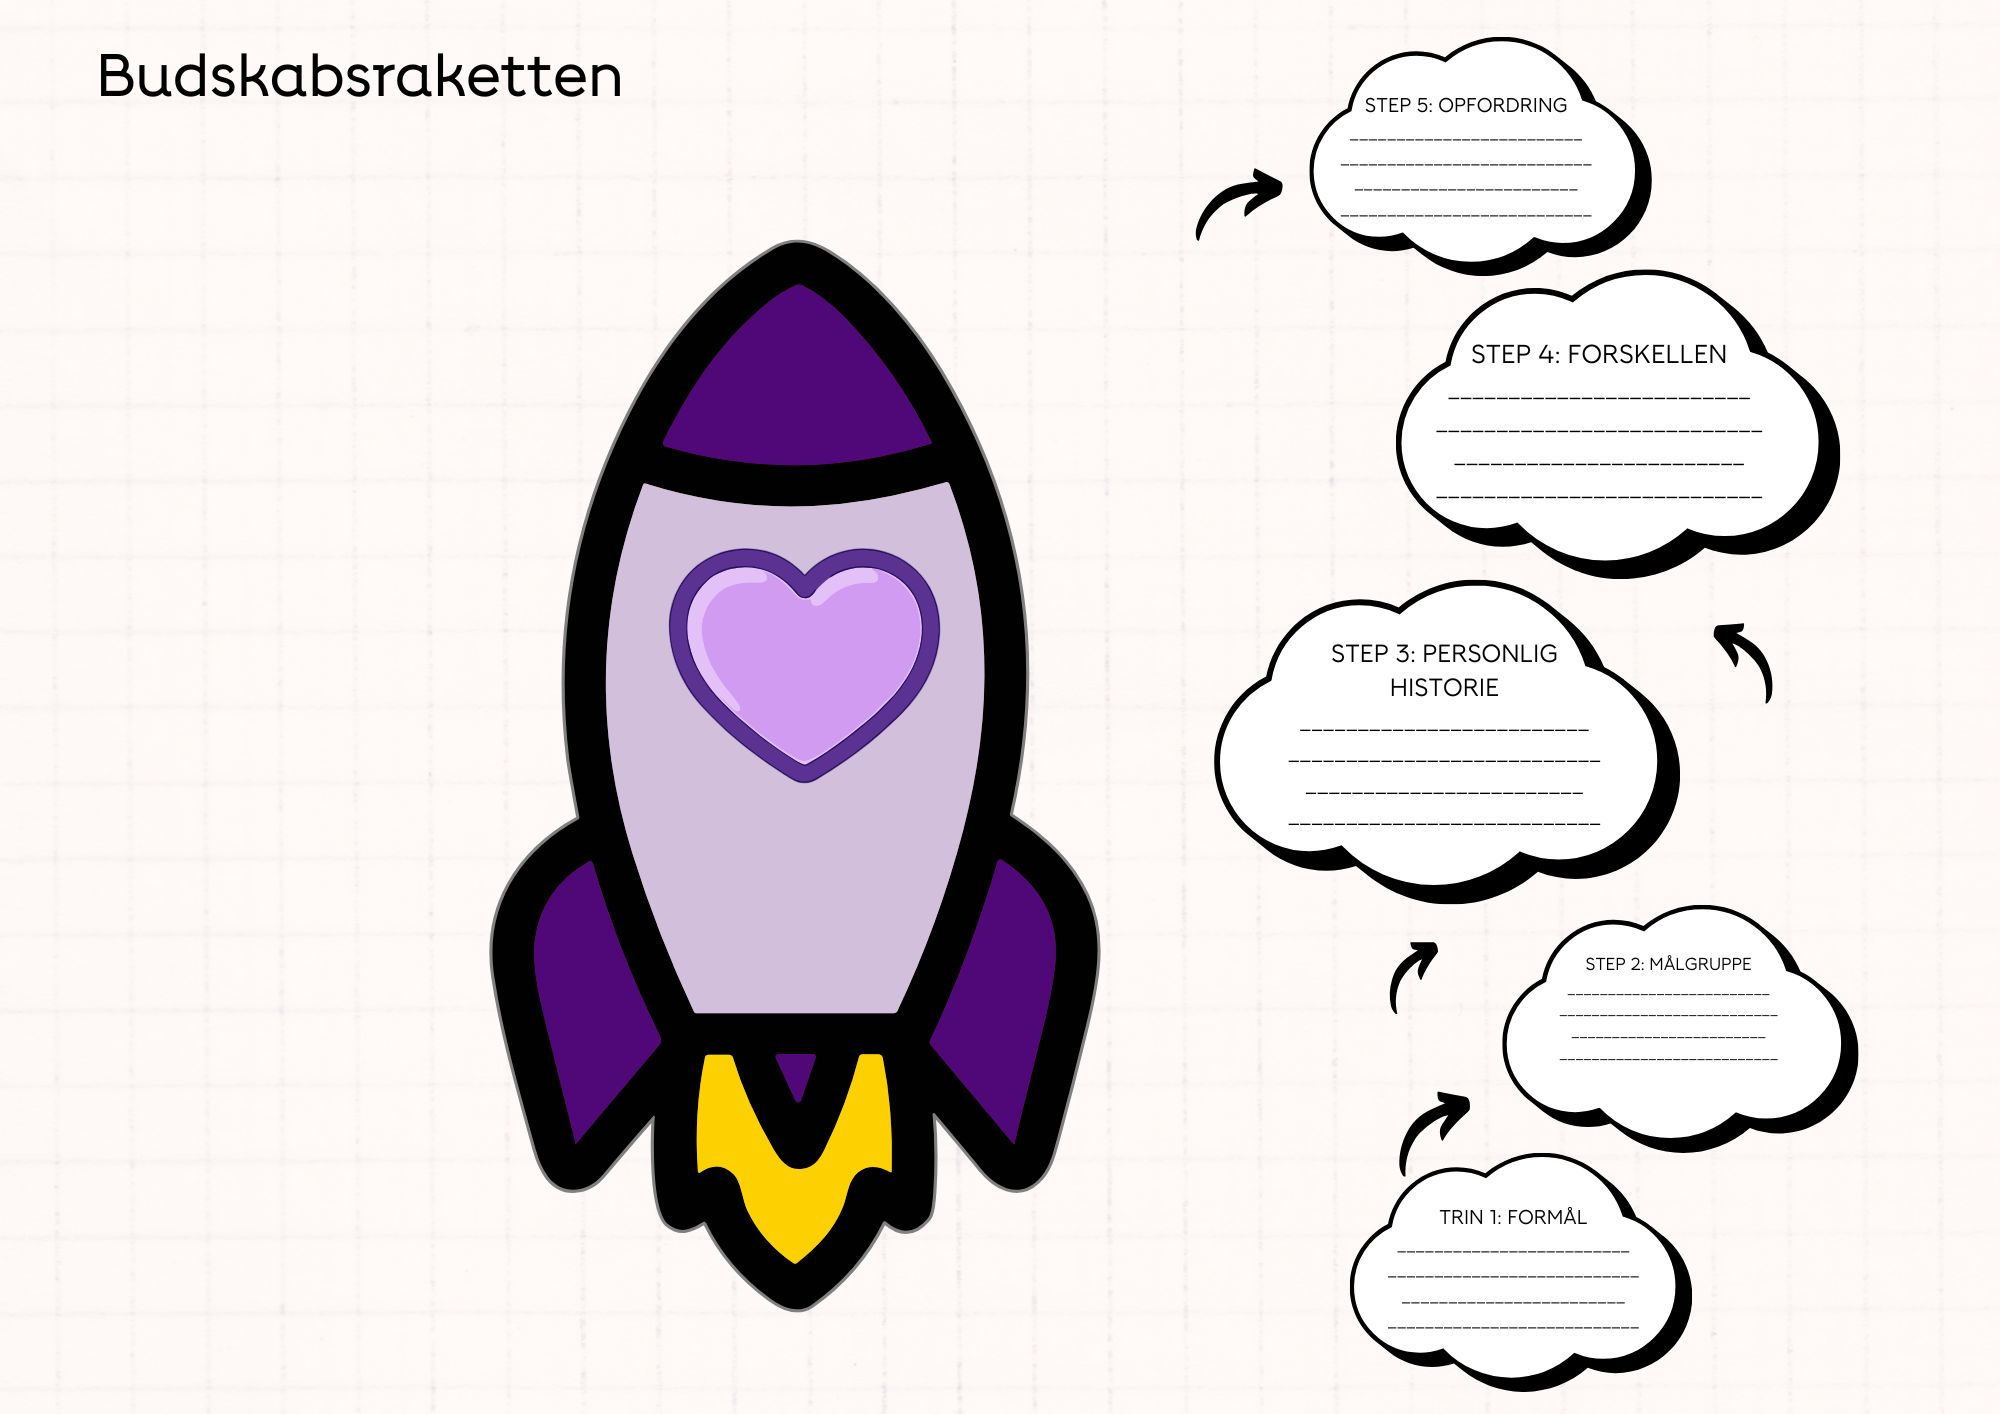 Budskabsraketten
STEP 5: OPFORDRING
STEP 4: FORSKELLEN
STEP 3: PERSONLIG
HISTORIE
STEP 2: MÅLGRUPPE
TRIN 1: FORMÅL